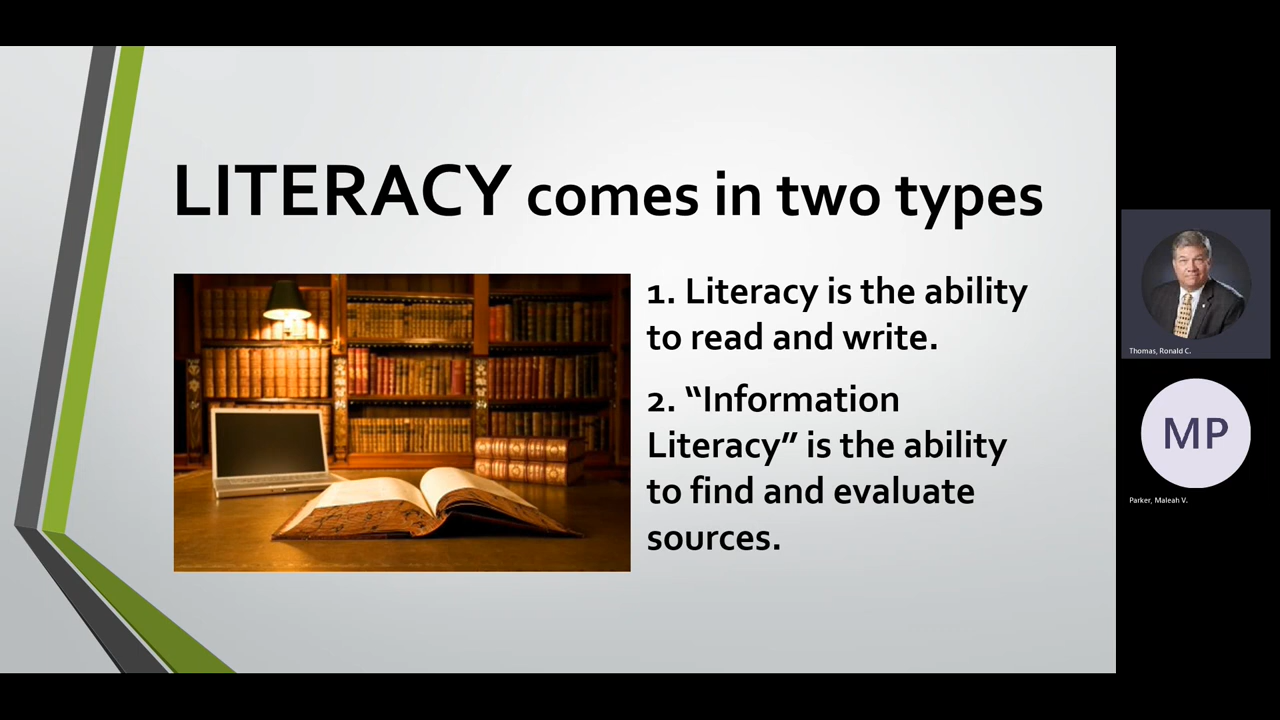 LITERACY comes in two types
1. Literacy is the ability
to read and write.
2. “Information
Literacy” is the ability
to find and evaluate
sources.
Thomas, Ronald C.
MP
Parker, Maleah V.